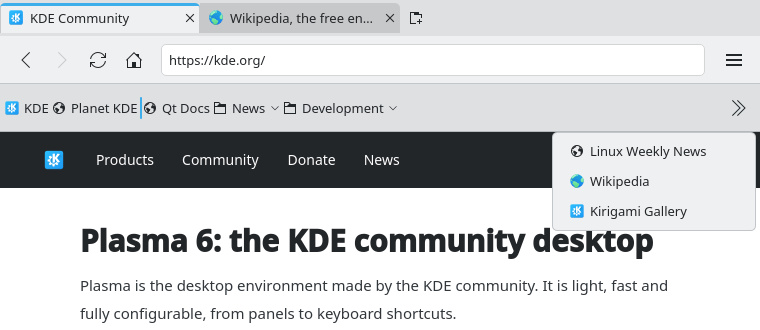 KDE Community
Wikipedia, the free en...
https://kde.org/
KDE Planet KDE Qt Docs News Development
Linux Weekly News
Wikipedia
Kirigami Gallery
Products Community Donate News
Plasma 6: the KDE community desktop
Plasma is the desktop environment made by the KDE community. It is light, fast and
fully configurable, from panels to keyboard shortcuts.